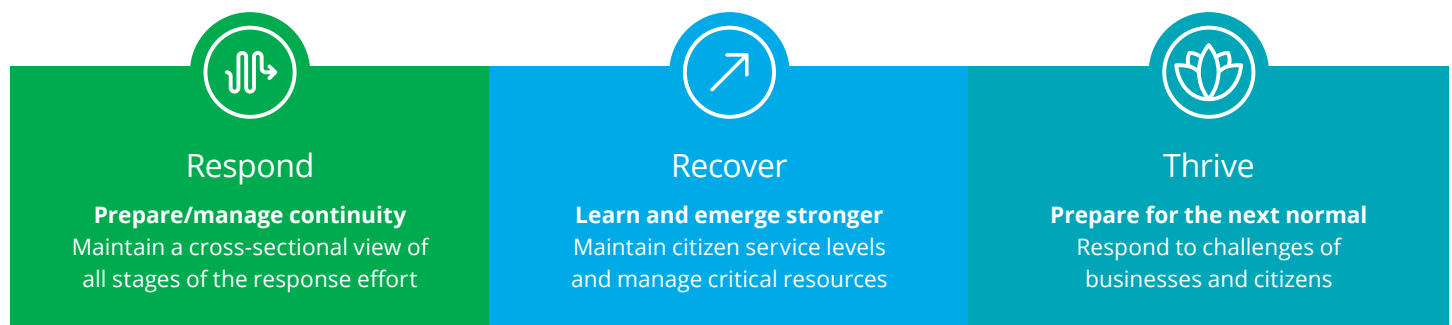 Respond
Prepare/manage continuity
Maintain a cross-sectional view of
all stages of the response effort
Recover
Learn and emerge stronger
Maintain citizen service levels
and manage critical resources
Thrive
Prepare for the next normal
Respond to challenges of
businesses and citizens